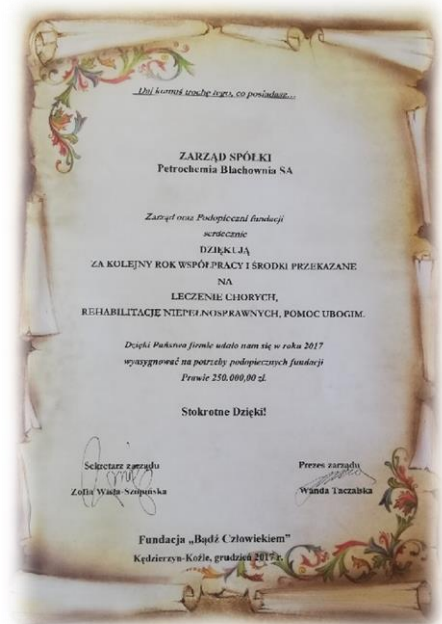 „Daj komuś trochę tego, co posiadasz...
ZARZĄD SPÓŁKI
Petrochemia Blachownia SA
Zarząd oraz Podopieczni fundacji
serdecznie
DZIĘKUJĄ
ZA KOLEJNY ROK WSPÓŁPRACY I ŚRODKI PRZEKAZANE
NA
LECZENIE CHORYCH,
REHABILITACJĘ NIEPEŁNOSPRAWNYCH, POMOC UBOGIM.
Dzięki Państwa firmie udało nam się w roku 2017
wyasygnować na potrzeby podopiecznych fundacji
Prawie 250.000,00 zł.
Stokrotne Dzięki!
Sekretarz zarządu
Zofia
Prezes zarządu
Wanda
Fundacja „Bądź Człowiekiem”
Kędzierzyn-Koźle, grudzień 2017 r.